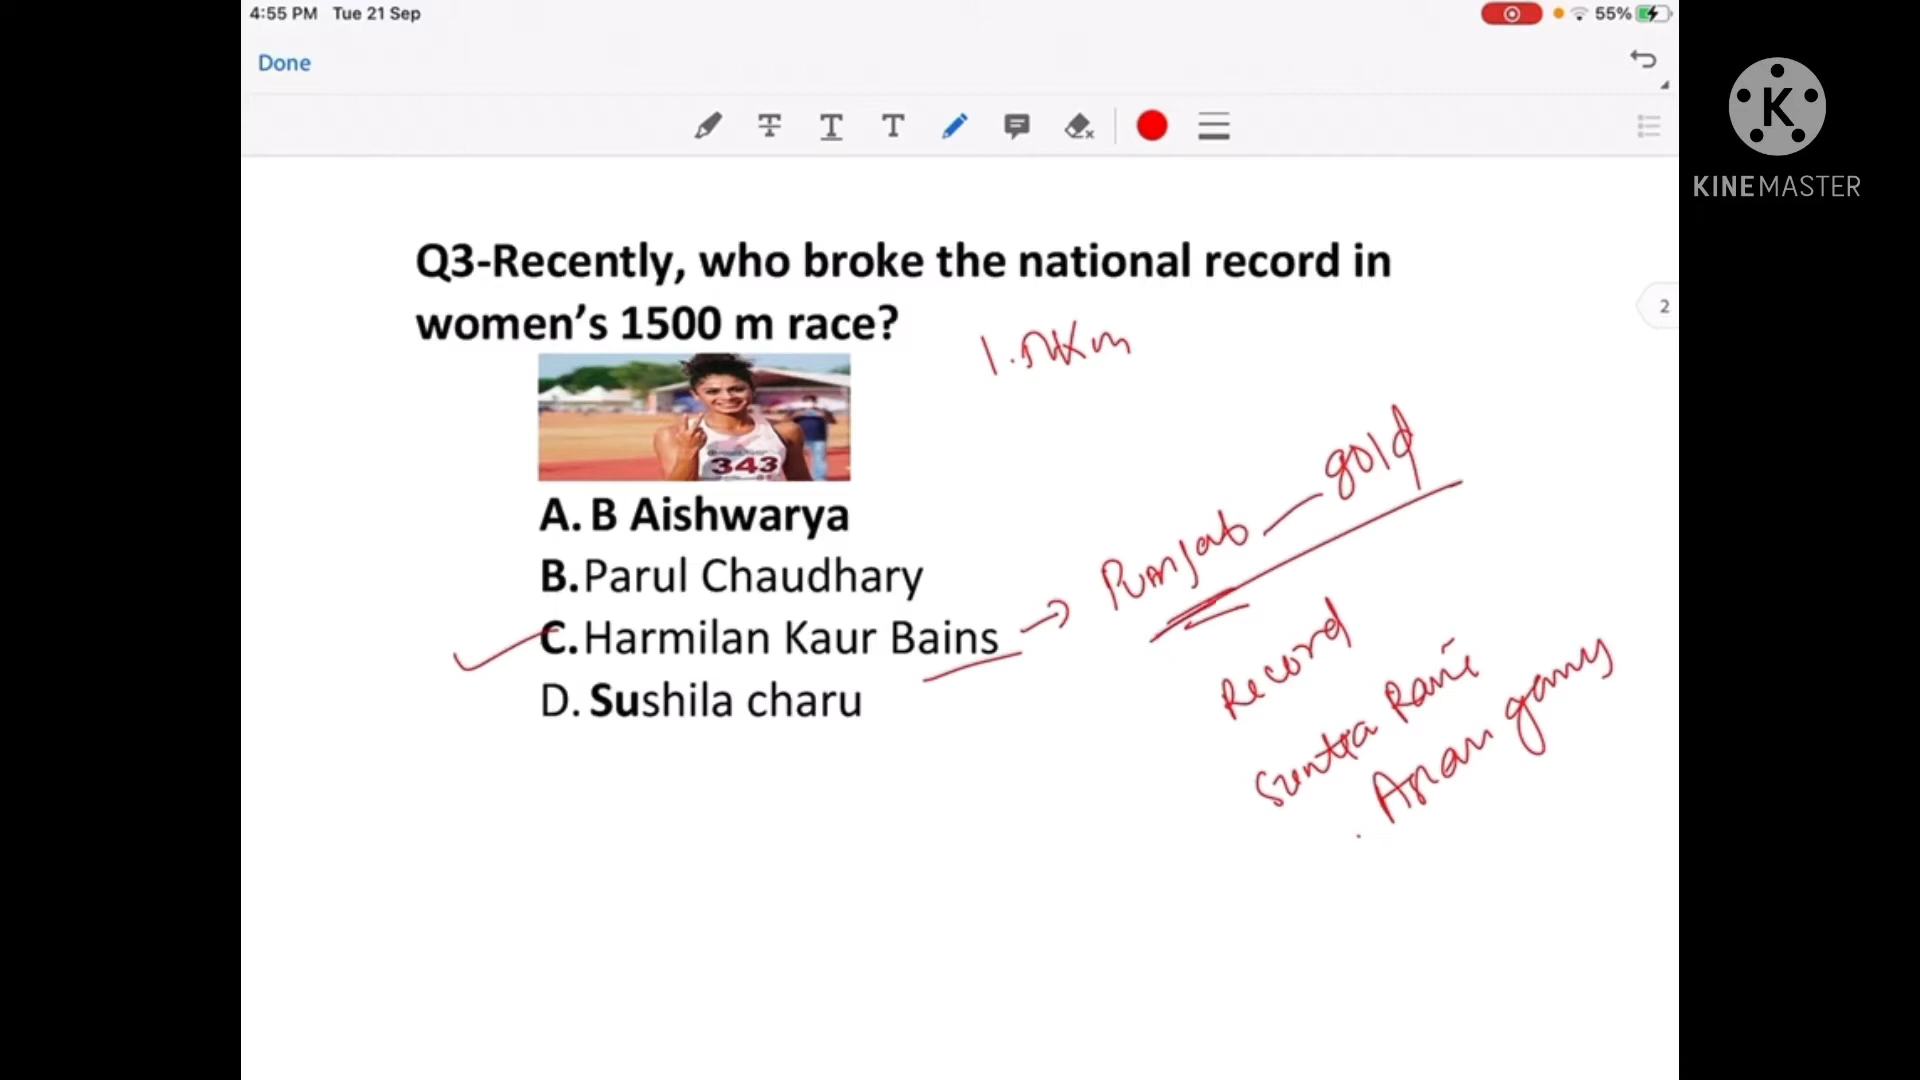 4:55 PM Tue 21 Sep
55%
Done
K
KINEMASTER
2
Q3-Recently, who broke the national record in
women's 1500 m race?
343
A. B Aishwarya
B.Parul Chaudhary
C.Harmilan Kaur Bains
D. Sushila charu
Punjab - gold
Record
Rani
Asian games